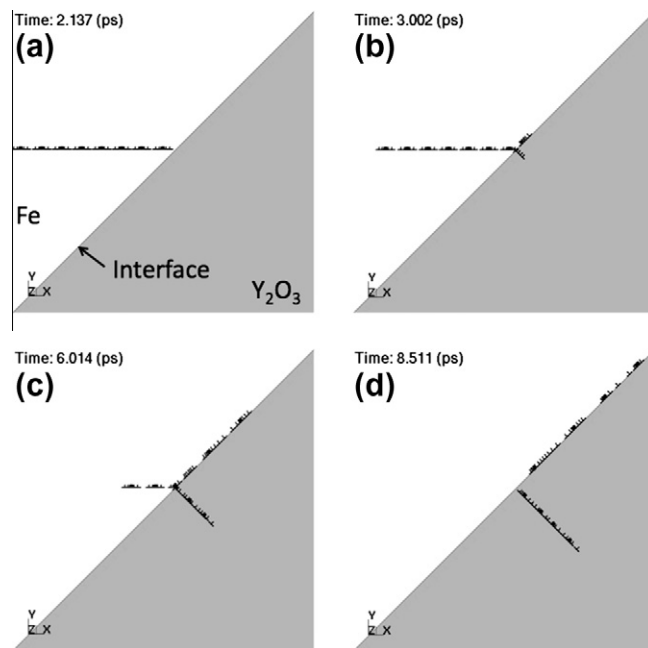 Time: 2.137 (ps)
(a)
Fe
Interface
Y₂O₃
Y
Z X
Time: 3.002 (ps)
(b)
Y
Z X
Time: 6.014 (ps)
(c)
Y
Z X
Time: 8.511 (ps)
(d)
Y
Z X